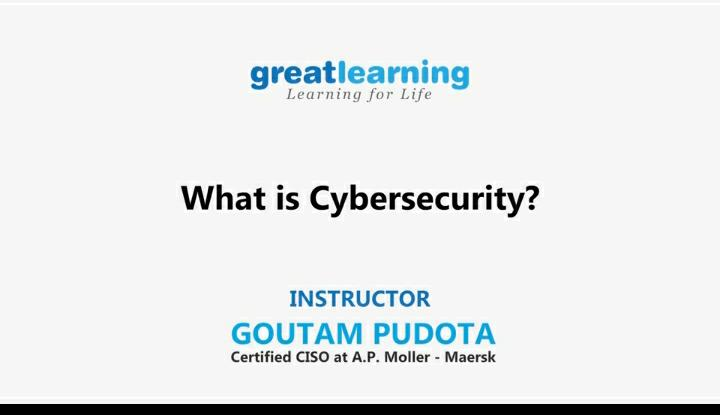 greatlearning
Learning for Life
What is Cybersecurity?
INSTRUCTOR
GOUTAM PUDOTA
Certified CISO at A.P. Moller - Maersk